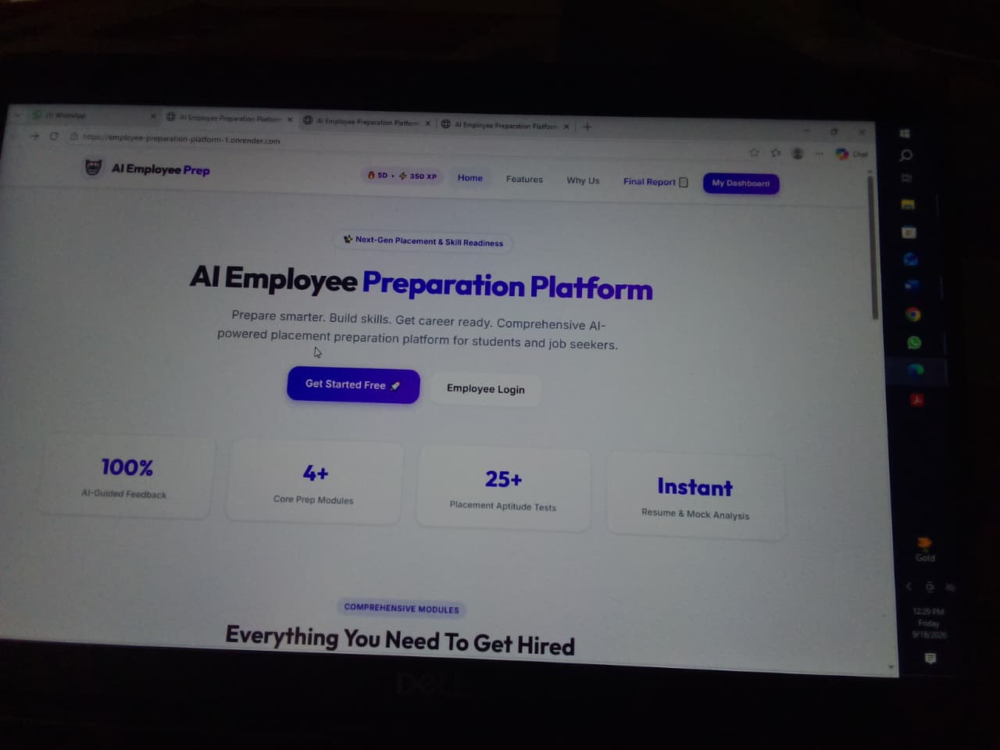 (1) WhatsApp
AI Employee Preparation Platform
AI Employee Preparation Platform
AI Employee Preparation Platform
https://employee-preparation-platform-1.onrender.com
Chat
AI Employee Prep
5D • 350 XP
Home
Features
Why Us
Final Report
My Dashboard
Next-Gen Placement & Skill Readiness
AI Employee Preparation Platform
Prepare smarter. Build skills. Get career ready. Comprehensive AI-
powered placement preparation platform for students and job seekers.
Get Started Free
Employee Login
100%
AI-Guided Feedback
4+
Core Prep Modules
25+
Placement Aptitude Tests
Instant
Resume & Mock Analysis
COMPREHENSIVE MODULES
Everything You Need To Get Hired
Gold
12:29 PM
Friday
9/18/2026
DELL